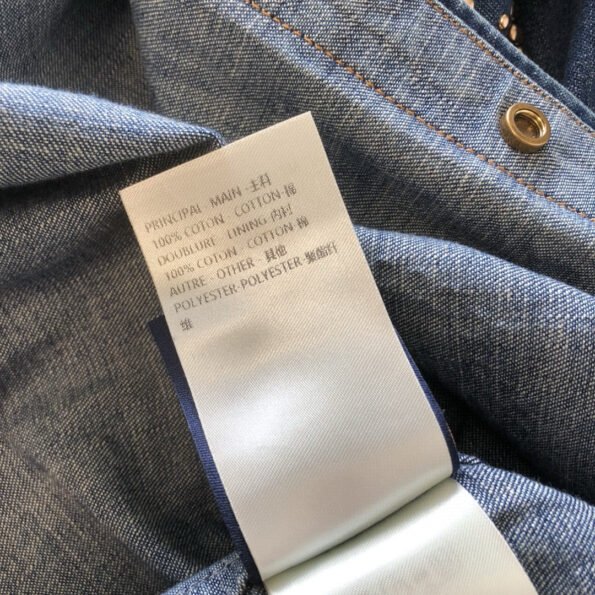 PRINCIPAL - MAIN - 主料
100% COTON - COTTON - 棉
DOUBLURE - LINING 内衬
100% COTON - COTTON - 棉
AUTRE - OTHER - 其他
POLYESTER-POLYESTER-聚酯纤
维